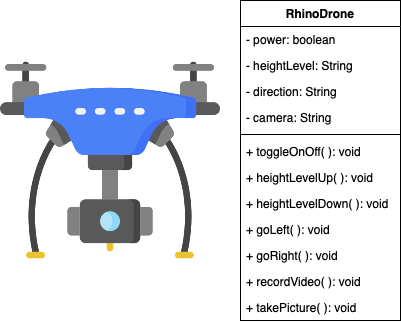 RhinoDrone
- power: boolean
- heightLevel: String
- direction: String
- camera: String
+ toggleOnOff( ): void
+ heightLevelUp( ): void
+ heightLevelDown( ): void
+ goLeft( ): void
+ goRight( ): void
+ recordVideo( ): void
+ takePicture( ): void